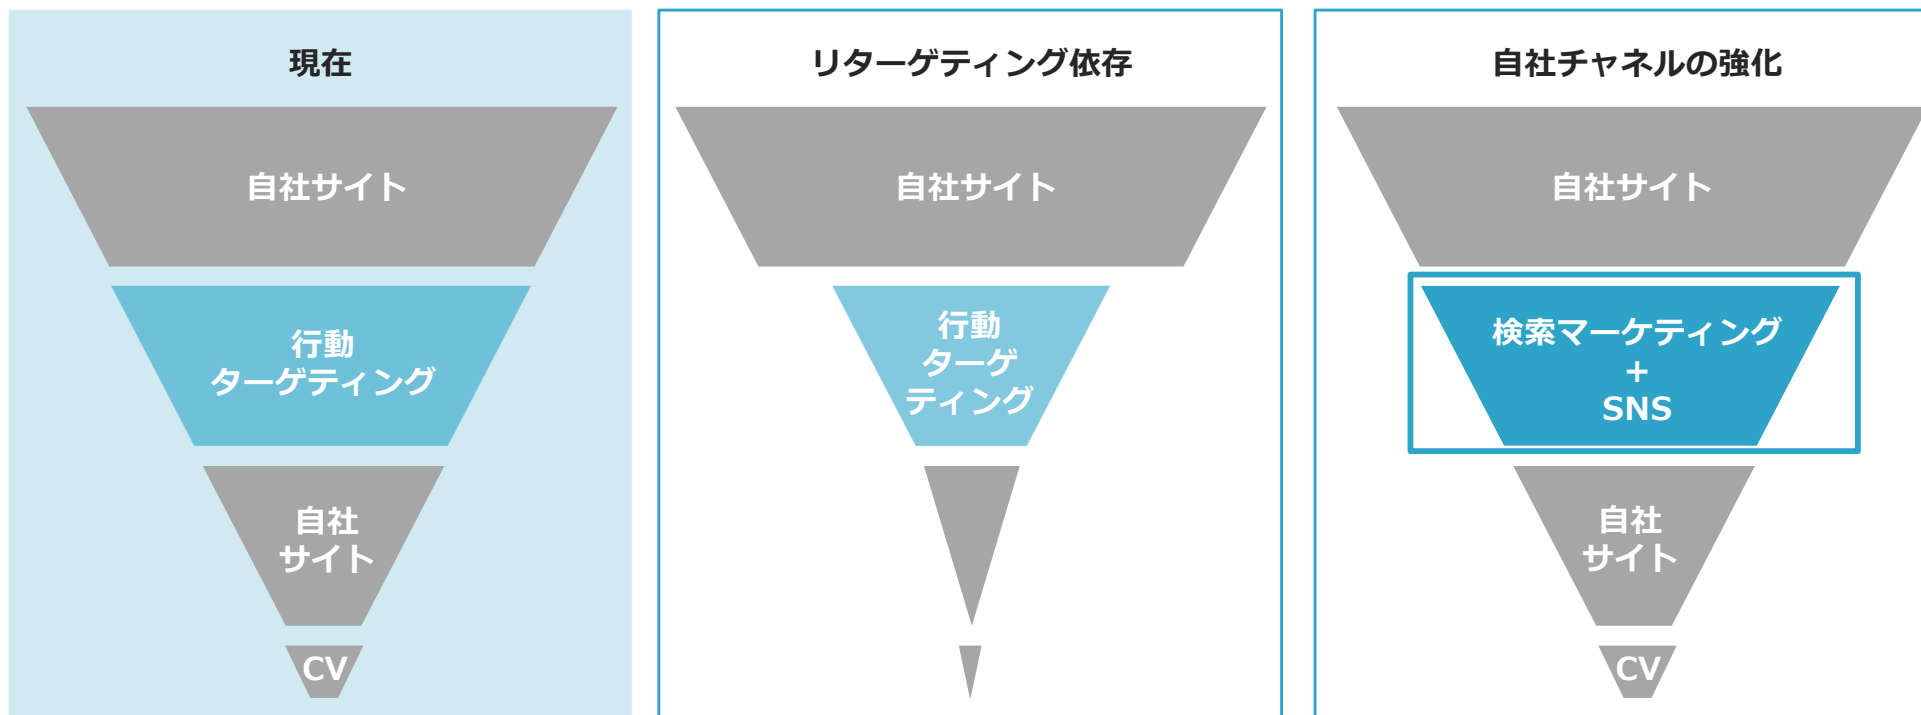 現在
自社サイト
行動
ターゲティング
自社
サイト
CV
リターゲティング依存
自社サイト
行動
ターゲ
ティング
自社チャネルの強化
自社サイト
検索マーケティング
+
SNS
自社
サイト
CV